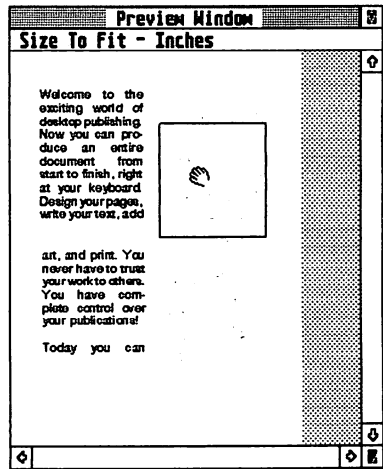 Preview Window
Size To Fit - Inches
Welcome to the
exciting world of
desktop publishing.
Now you can pro-
duce an entire
document from
start to finish, right
at your keyboard.
Design your pages,
write your text, add
art, and print. You
never have to trust
your work to others.
You have com-
plete control over
your publications!
Today you can